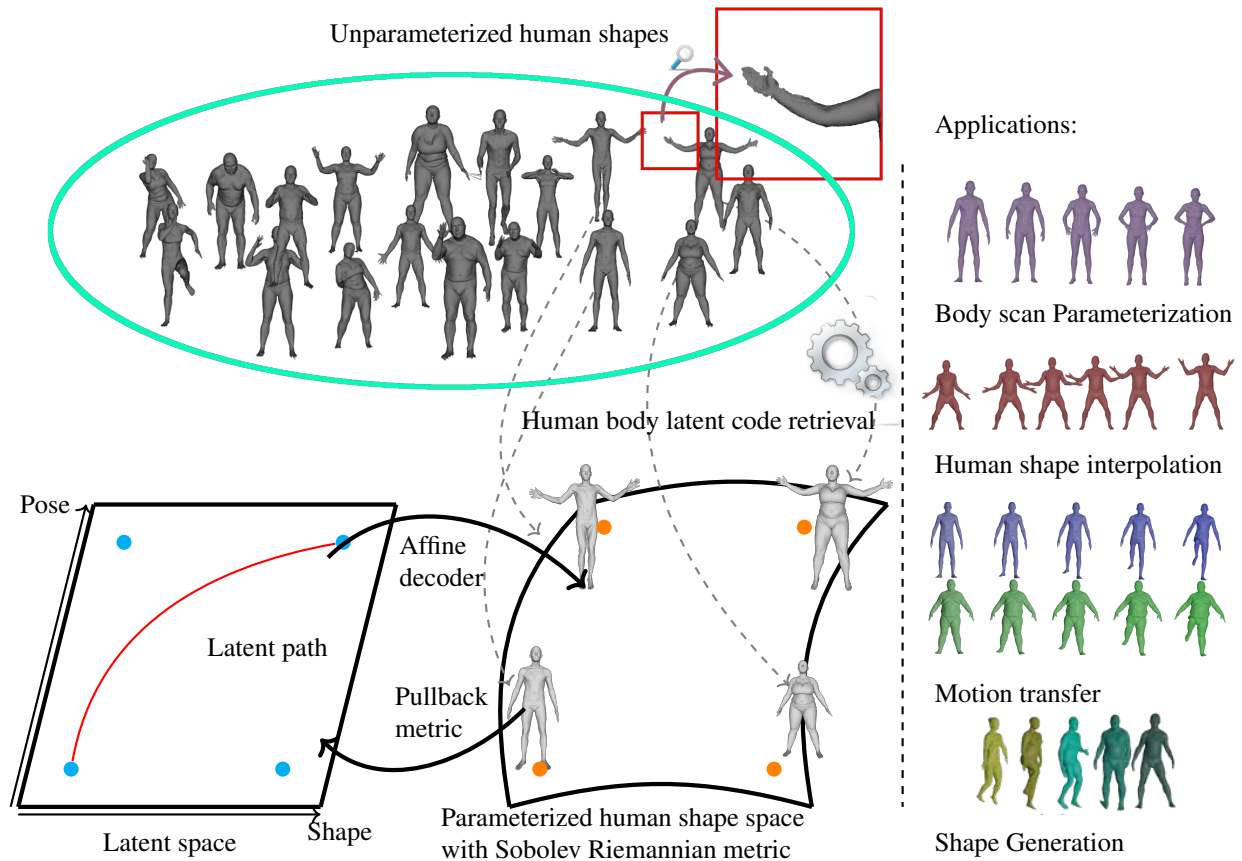 Unparameterized human shapes
Applications:
Body scan Parameterization
Human body latent code retrieval
Human shape interpolation
Pose
Affine
decoder
Latent path
Pullback
metric
Motion transfer
Shape
Latent space
Parameterized human shape space
with Sobolev Riemannian metric
Shape Generation